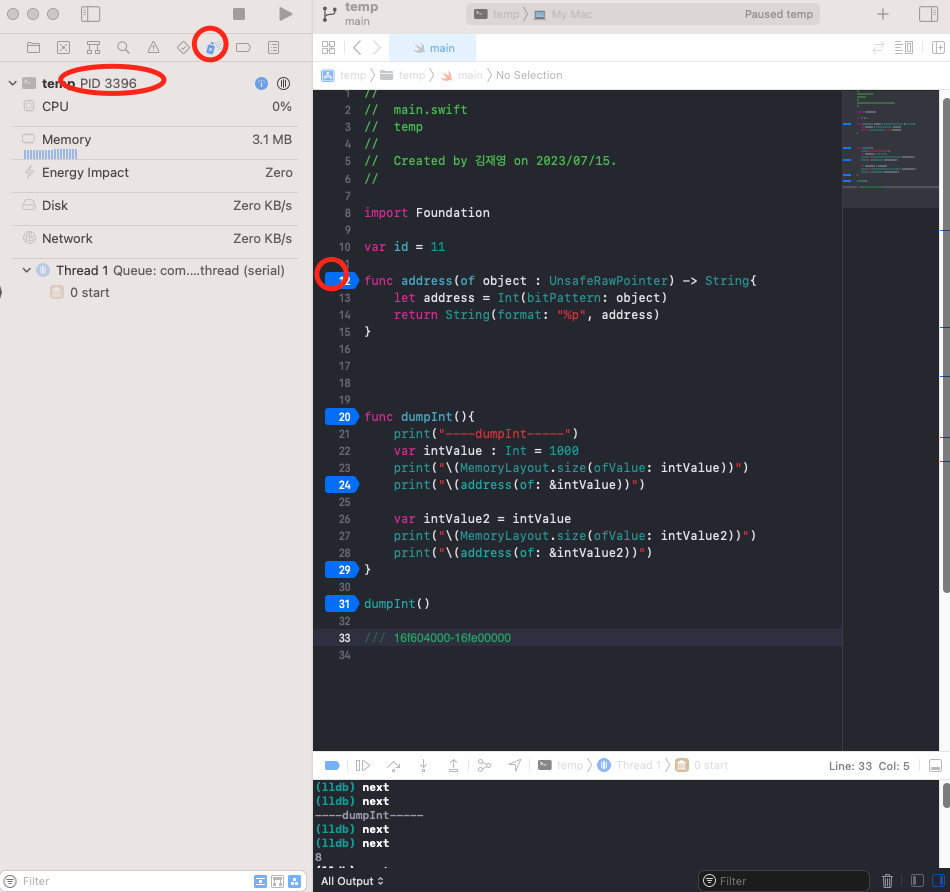 temp
main
temp
My Mac
Paused temp
main
temp PID 3396
temp
temp
main
No Selection
CPU 0%
Memory 3.1 MB
Energy Impact Zero
Disk Zero KB/s
Network Zero KB/s
Thread 1 Queue: com....thread (serial)
0 start
1 //
2 // main.swift
3 // temp
4 //
5 // Created by 김재영 on 2023/07/15.
6 //
7
8 import Foundation
9
10 var id = 11
11
12 func address(of object : UnsafeRawPointer) -> String{
13 let address = Int(bitPattern: object)
14 return String(format: "%p", address)
15 }
16
17
18
19
20 func dumpInt(){
21 print("----dumpInt-----")
22 var intValue : Int = 1000
23 print("\(MemoryLayout.size(ofValue: intValue))")
24 print("\(address(of: &intValue))")
25
26 var intValue2 = intValue
27 print("\(MemoryLayout.size(ofValue: intValue2))")
28 print("\(address(of: &intValue2))")
29 }
30
31 dumpInt()
32
33 /// 16f604000-16fe00000
34
temp
Thread 1
0 start
Line: 33 Col: 5
(lldb) next
(lldb) next
----dumpInt-----
(lldb) next
(lldb) next
8
Filter
All Output
Filter